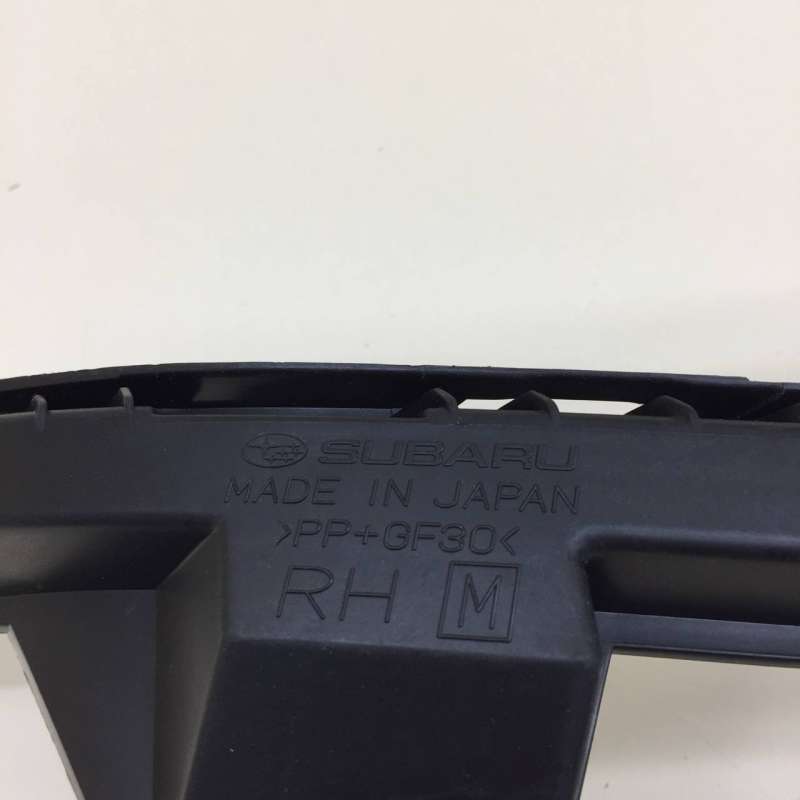 SUBARU
MADE IN JAPAN
>PP+GF30<
RH M